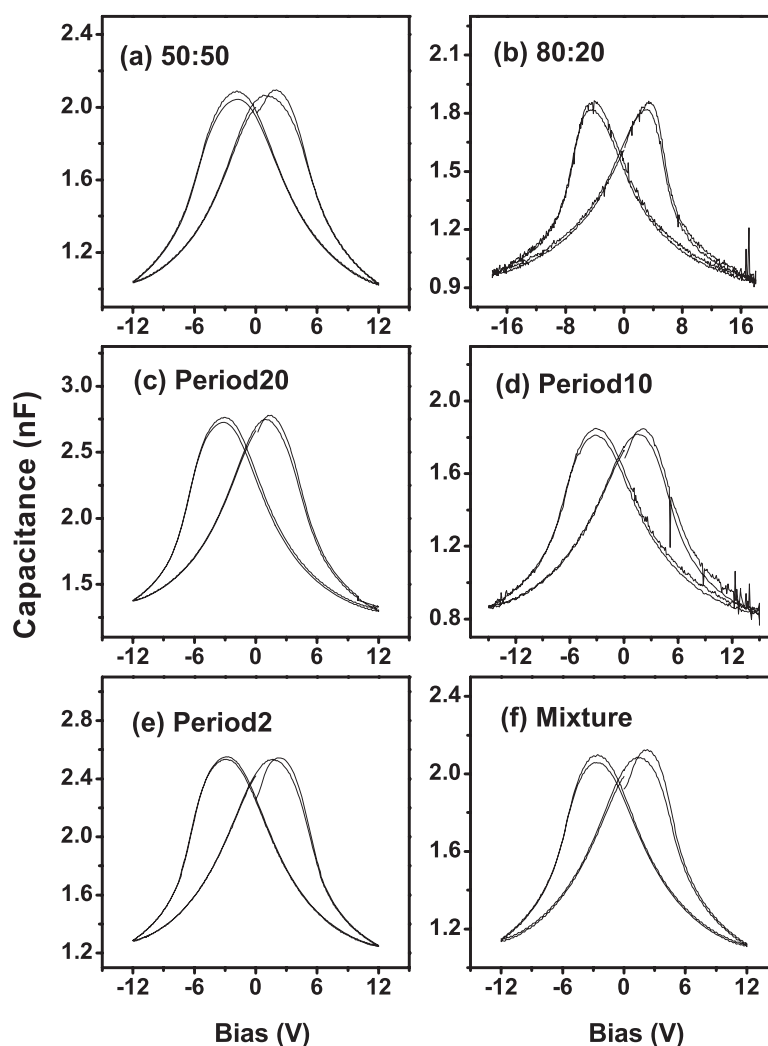 Capacitance (nF)
(a) 50:50
2.4
2.0
1.6
1.2
-12 -6 0 6 12
(b) 80:20
2.1
1.8
1.5
1.2
0.9
-16 -8 0 8 16
(c) Period20
3.0
2.5
2.0
1.5
-12 -6 0 6 12
(d) Period10
2.0
1.6
1.2
0.8
-12 -6 0 6 12
(e) Period2
2.8
2.4
2.0
1.6
1.2
-12 -6 0 6 12
(f) Mixture
2.4
2.0
1.6
1.2
-12 -6 0 6 12
Bias (V)
Bias (V)